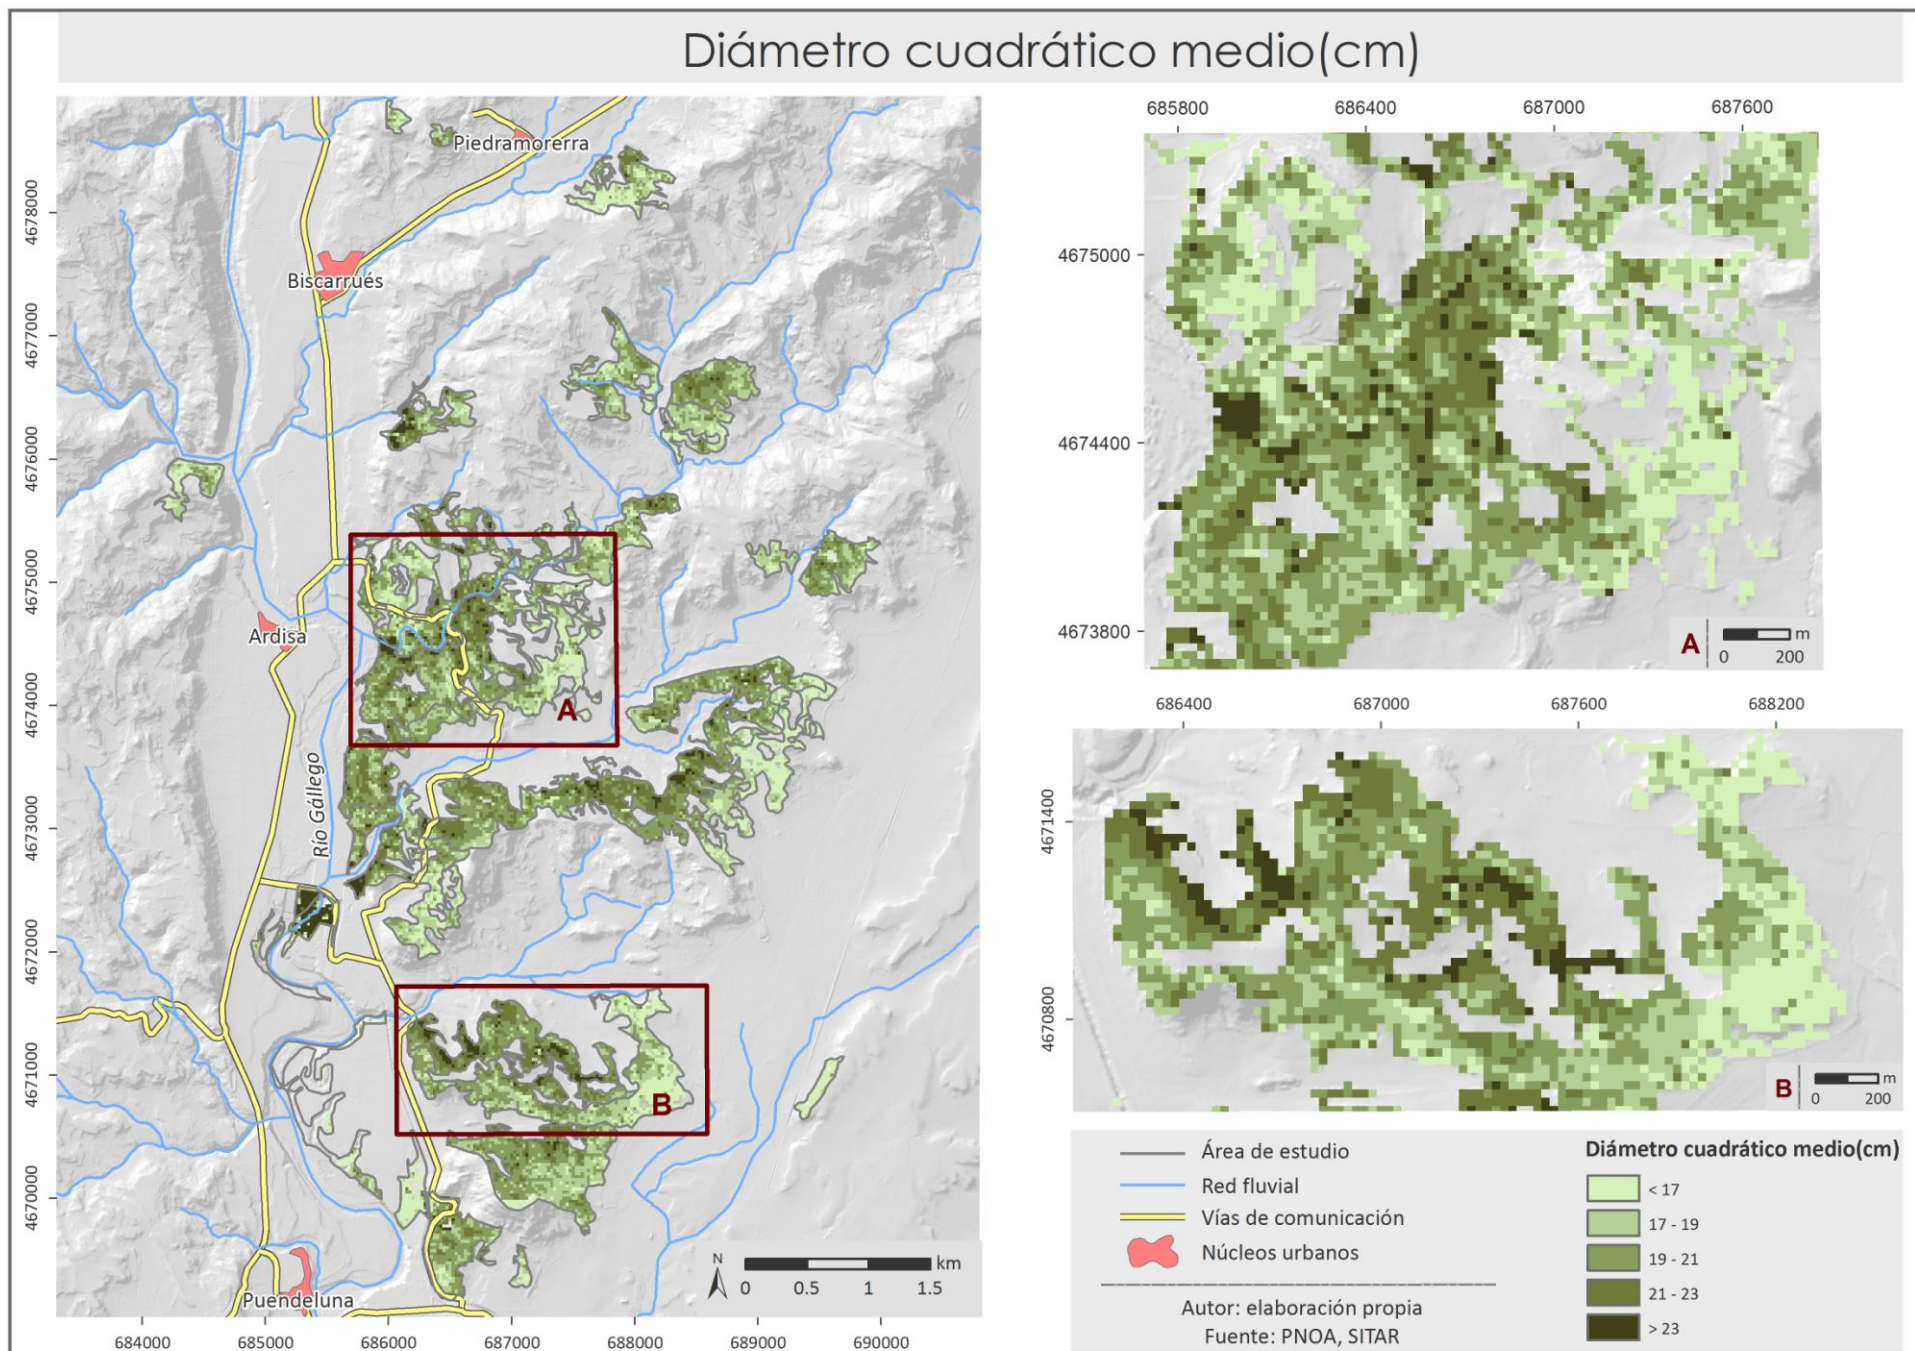 Diámetro cuadrático medio(cm)
Piedramorerra
Biscarrués
Ardisa
Río Gállego
Puendeluna
A
B
4678000
4677000
4676000
4675000
4674000
4673000
4672000
4671000
4670000
684000 685000 686000 687000 688000 689000 690000
N
km
0 0.5 1 1.5
685800 686400 687000 687600
4675000
4674400
4673800
A
m
0 200
686400 687000 687600 688200
4671400
4670800
B
m
0 200
Área de estudio
Red fluvial
Vías de comunicación
Núcleos urbanos
Autor: elaboración propia
Fuente: PNOA, SITAR
Diámetro cuadrático medio(cm)
< 17
17 - 19
19 - 21
21 - 23
> 23